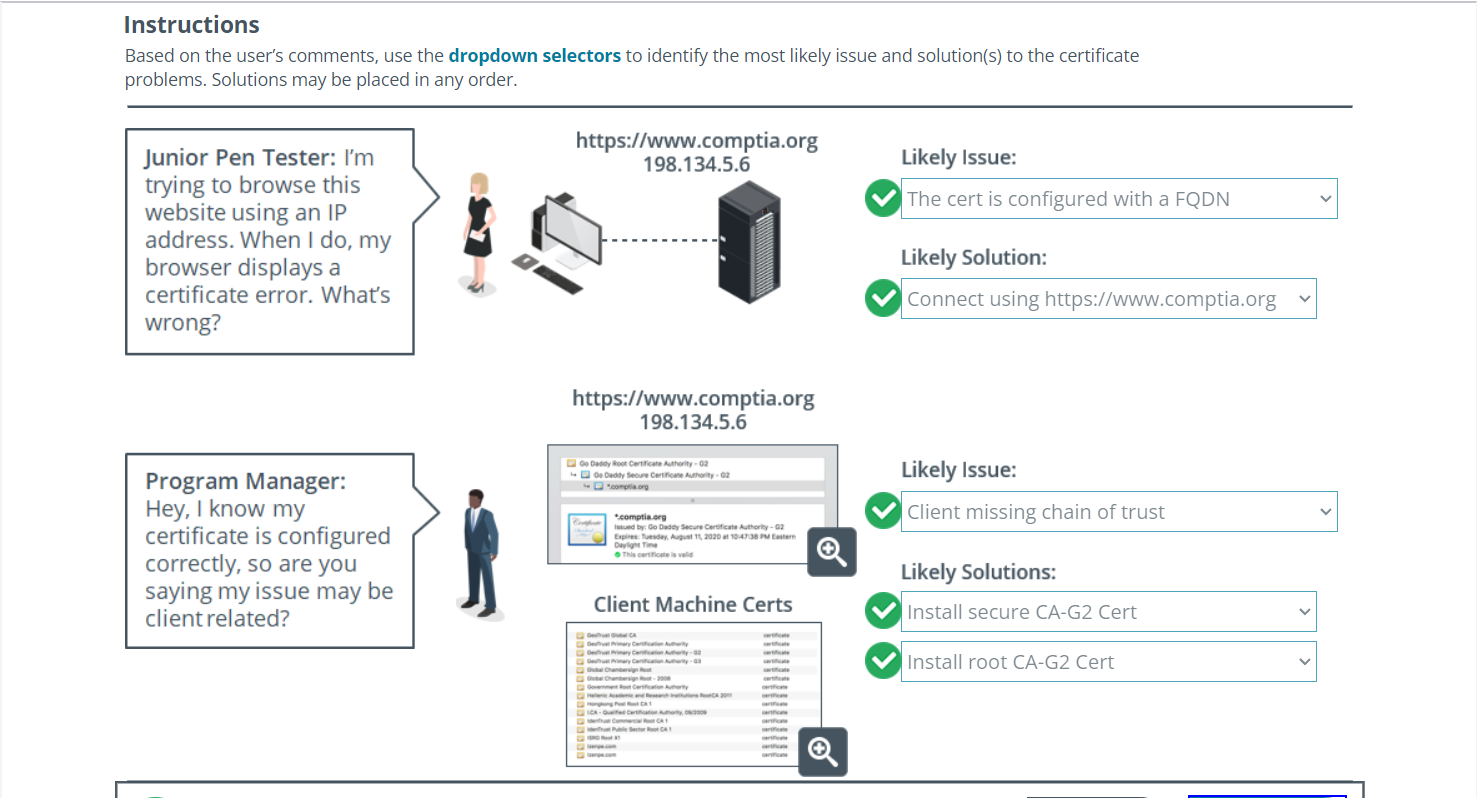 Instructions
Based on the user’s comments, use the dropdown selectors to identify the most likely issue and solution(s) to the certificate
problems. Solutions may be placed in any order.
Junior Pen Tester: I’m
trying to browse this
website using an IP
address. When I do, my
browser displays a
certificate error. What’s
wrong?
https://www.comptia.org
198.134.5.6
Likely Issue:
The cert is configured with a FQDN
Likely Solution:
Connect using https://www.comptia.org
Program Manager:
Hey, I know my
certificate is configured
correctly, so are you
saying my issue may be
client related?
https://www.comptia.org
198.134.5.6
Go Daddy Root Certificate Authority - G2
Go Daddy Secure Certificate Authority - G2
*.comptia.org
Certificate
*.comptia.org
Issued by: Go Daddy Secure Certificate Authority - G2
Expires: Tuesday, August 11, 2020 at 10:47:38 PM Eastern
Daylight Time
This certificate is valid
Client Machine Certs
GeoTrust Global CA certificate
GeoTrust Primary Certification Authority certificate
GeoTrust Primary Certification Authority - G2 certificate
GeoTrust Primary Certification Authority - G3 certificate
Global Chambersign Root certificate
Global Chambersign Root - 2008 certificate
Government Root Certification Authority certificate
Hellenic Academic and Research Institutions RootCA 2011 certificate
Hongkong Post Root CA 1 certificate
I.CA - Qualified Certification Authority, 09/2009 certificate
IdenTrust Commercial Root CA 1 certificate
IdenTrust Public Sector Root CA 1 certificate
ISRG Root X1 certificate
Izenpe.com certificate
Izenpe.com certificate
Likely Issue:
Client missing chain of trust
Likely Solutions:
Install secure CA-G2 Cert
Install root CA-G2 Cert